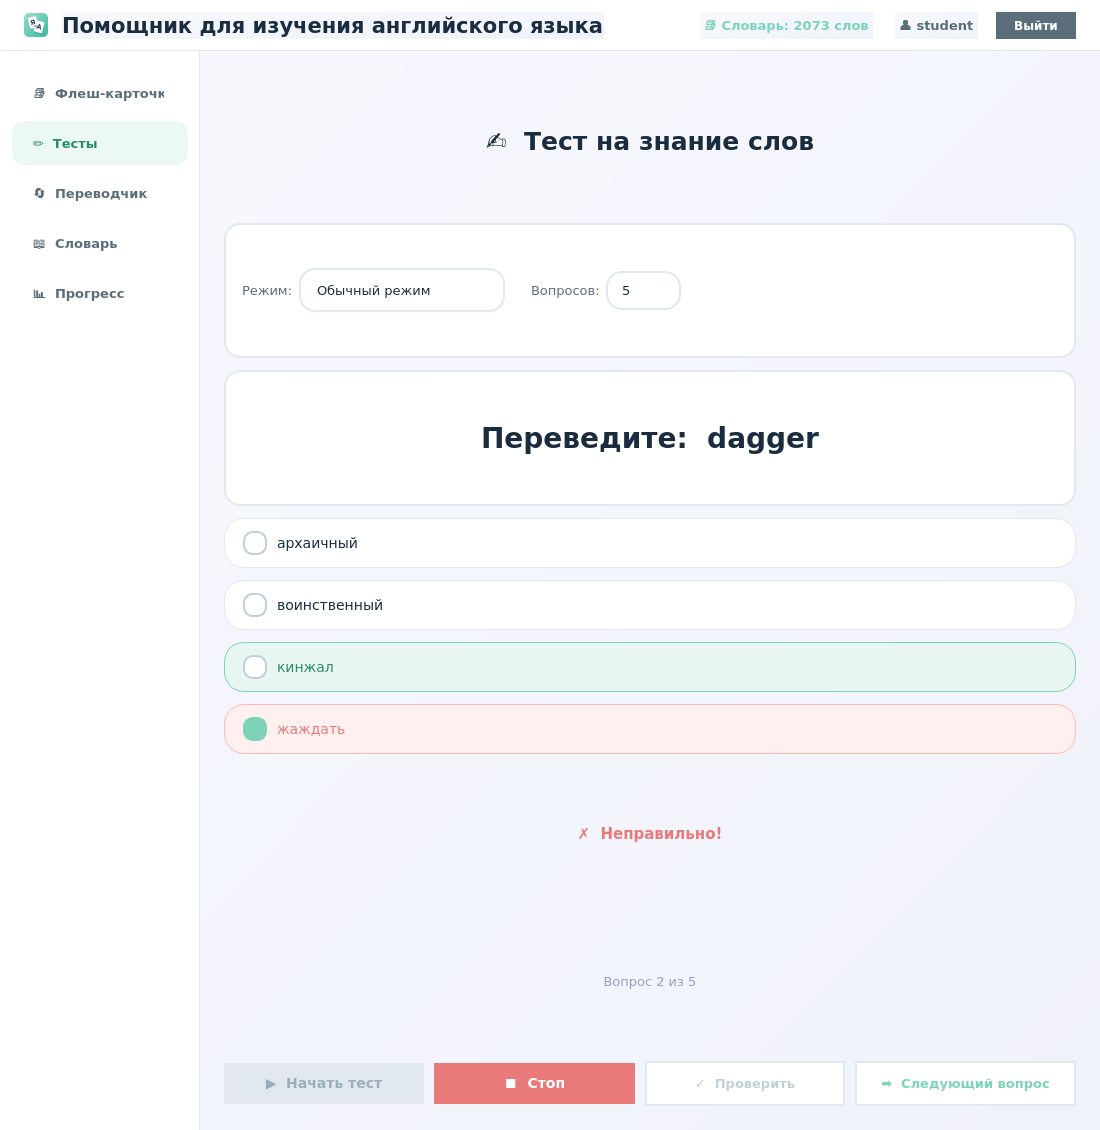 Помощник для изучения английского языка
Словарь: 2073 слов
student
Выйти
Флеш-карточк
Тесты
Переводчик
Словарь
Прогресс
Тест на знание слов
Режим: Обычный режим Вопросов: 5
Переведите: dagger
архаичный
воинственный
кинжал
жаждать
✗ Неправильно!
Вопрос 2 из 5
▶ Начать тест
■ Стоп
✓ Проверить
➡ Следующий вопрос